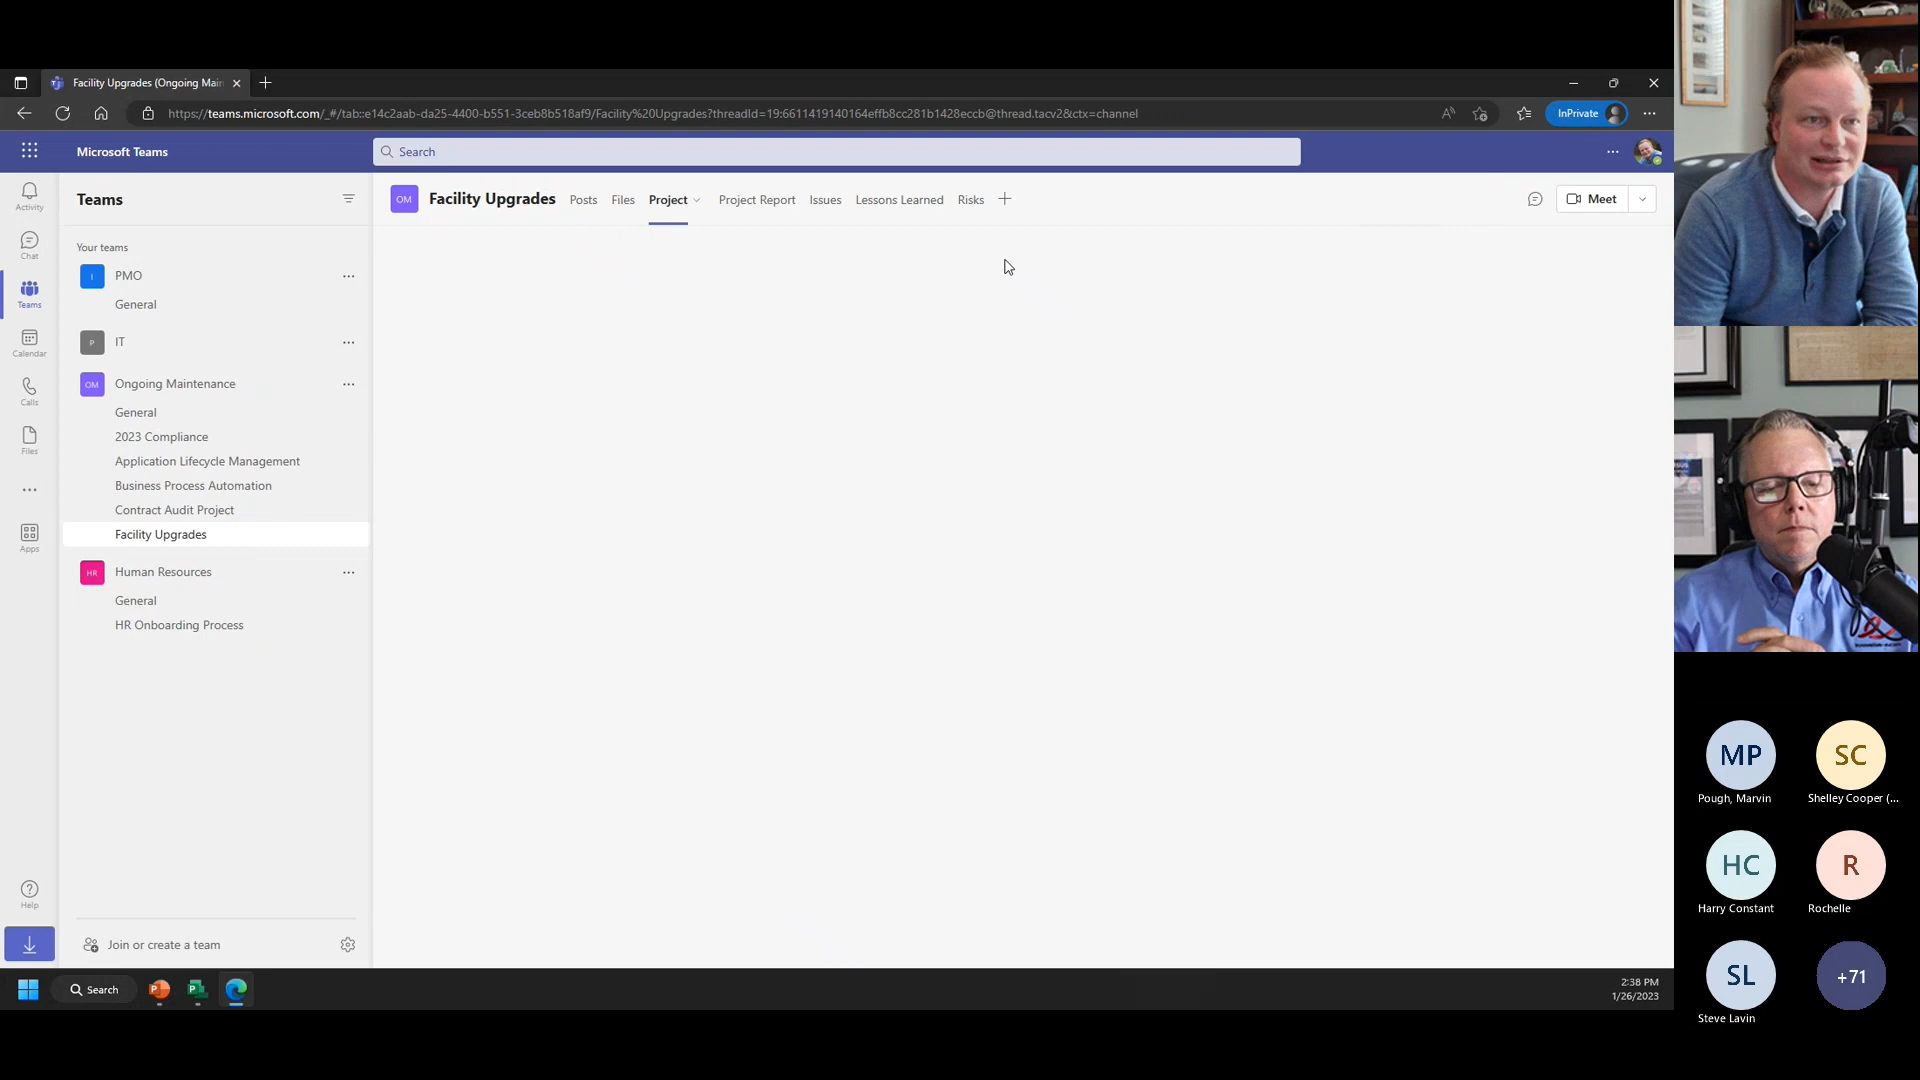 Facility Upgrades (Ongoing Main
https://teams.microsoft.com/_#/tab::e14c2aab-da25-4400-b551-3ceb8b518af9/Facility%20Upgrades?threadId=19:6611419140164effb8cc281b1428eccb@thread.tacv2&ctx=channel
InPrivate
Microsoft Teams
Search
Activity
Chat
Teams
Calendar
Calls
Files
Apps
Help
Teams
Your teams
I PMO
General
P IT
OM Ongoing Maintenance
General
2023 Compliance
Application Lifecycle Management
Business Process Automation
Contract Audit Project
Facility Upgrades
HR Human Resources
General
HR Onboarding Process
Join or create a team
OM Facility Upgrades Posts Files Project Project Report Issues Lessons Learned Risks
Meet
Search
2:38 PM
1/26/2023
MP
Pough, Marvin
SC
Shelley Cooper (...
HC
Harry Constant
R
Rochelle
SL
Steve Lavin
+71